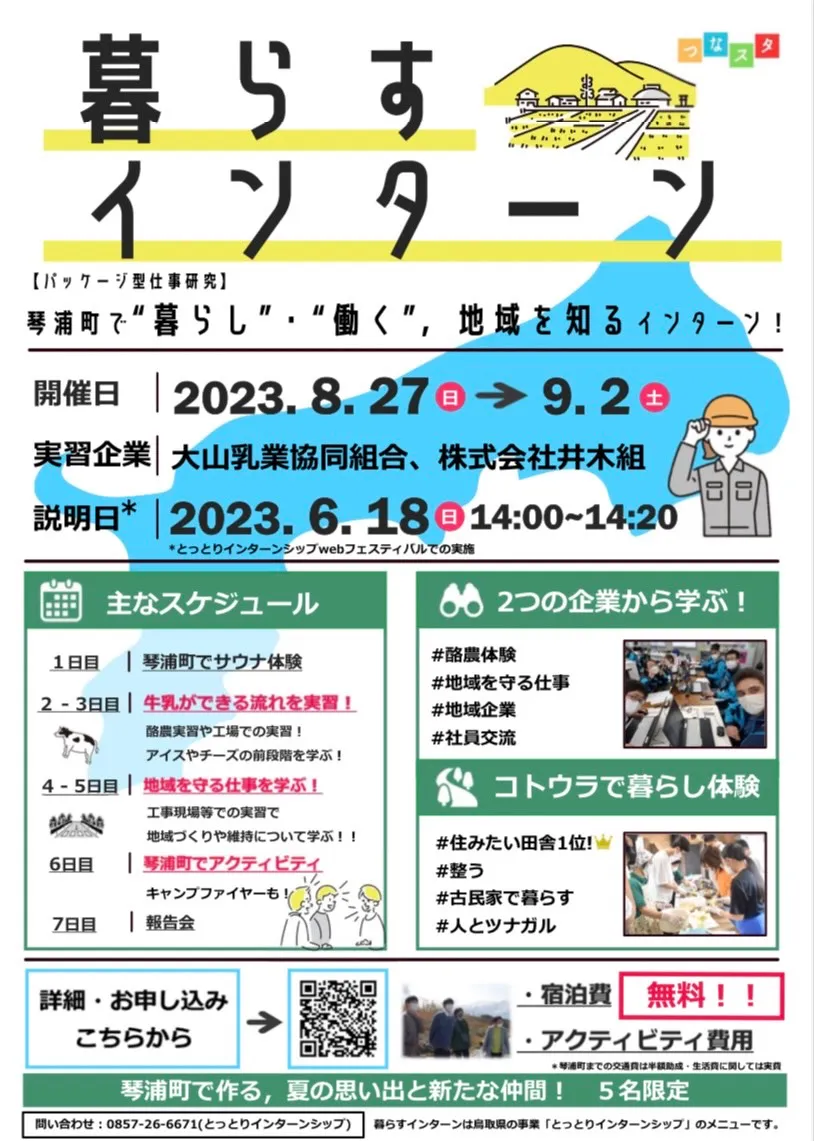 つなスタ
暮らす
インターン
【パッケージ型仕事研究】
琴浦町で“暮らし”・“働く”，地域を知るインターン！
開催日 2023. 8. 27 日 → 9. 2 土
実習企業 大山乳業協同組合、株式会社井木組
説明日* 2023. 6. 18 日 14:00~14:20
*とっとりインターンシップwebフェスティバルでの実施
主なスケジュール
1日目 琴浦町でサウナ体験
2 - 3日目 牛乳ができる流れを実習！
酪農実習や工場での実習！
アイスやチーズの前段階を学ぶ！
4 - 5日目 地域を守る仕事を学ぶ！
工事現場等での実習で
地域づくりや維持について学ぶ！！
6日目 琴浦町でアクティビティ
キャンプファイヤーも！
7日目 報告会
2つの企業から学ぶ！
#酪農体験
#地域を守る仕事
#地域企業
#社員交流
コトウラで暮らし体験
#住みたい田舎1位!
#整う
#古民家で暮らす
#人とツナガル
詳細・お申し込み
こちらから
・宿泊費 無料！！
・アクティビティ費用
*琴浦町までの交通費は半額助成・生活費に関しては実費
琴浦町で作る，夏の思い出と新たな仲間！ 5名限定
問い合わせ：0857-26-6671(とっとりインターンシップ)
暮らすインターンは鳥取県の事業「とっとりインターンシップ」のメニューです。